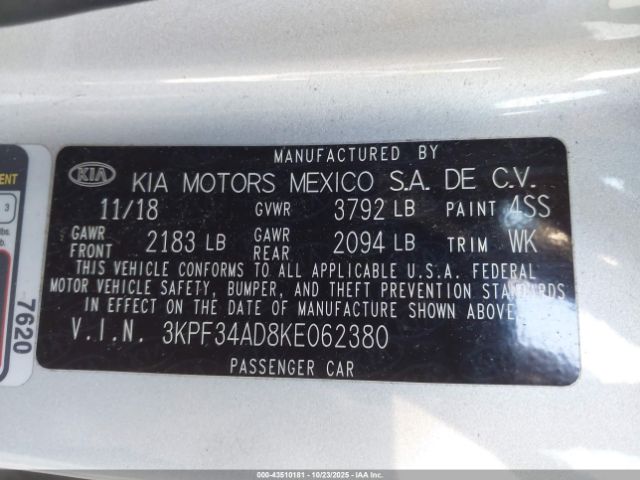 MANUFACTURED BY
KIA KIA MOTORS MEXICO S.A. DE C.V.
11/18 GVWR 3792 LB PAINT 4SS
GAWR FRONT 2183 LB GAWR REAR 2094 LB TRIM WK
THIS VEHICLE CONFORMS TO ALL APPLICABLE U.S.A. FEDERAL
MOTOR VEHICLE SAFETY, BUMPER, AND THEFT PREVENTION STANDARDS
IN EFFECT ON THE DATE OF MANUFACTURE SHOWN ABOVE.
V.I.N. 3KPF34AD8KE062380
PASSENGER CAR
3
7620
000-43510181 - 10/23/2025 - IAAI.COM